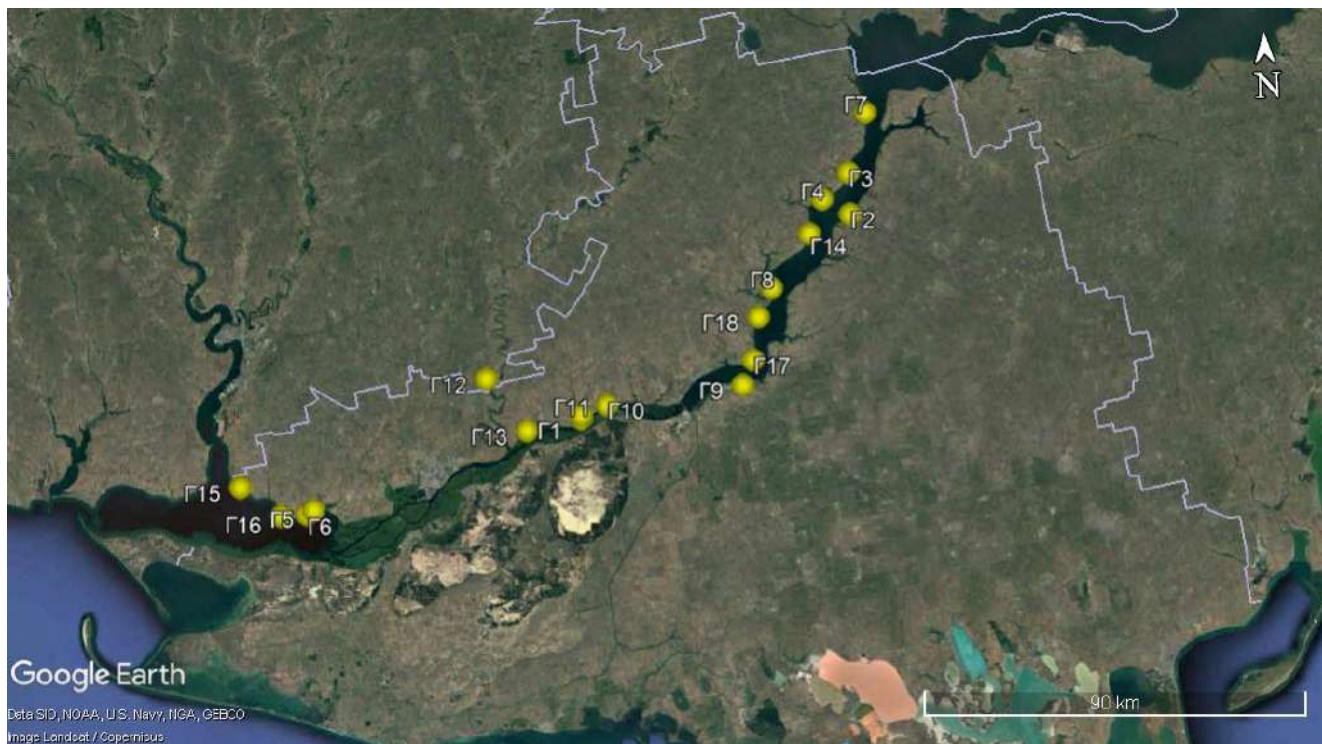 N
Г7
Г3
Г4
Г2
Г14
Г8
Г18
Г17
Г12
Г9
Г11
Г10
Г13
Г1
Г15
Г16
Г5
Г6
Google Earth
90 km
Data SIO, NOAA, U.S. Navy, NGA, GEBCO
Image Landsat / Copernicus